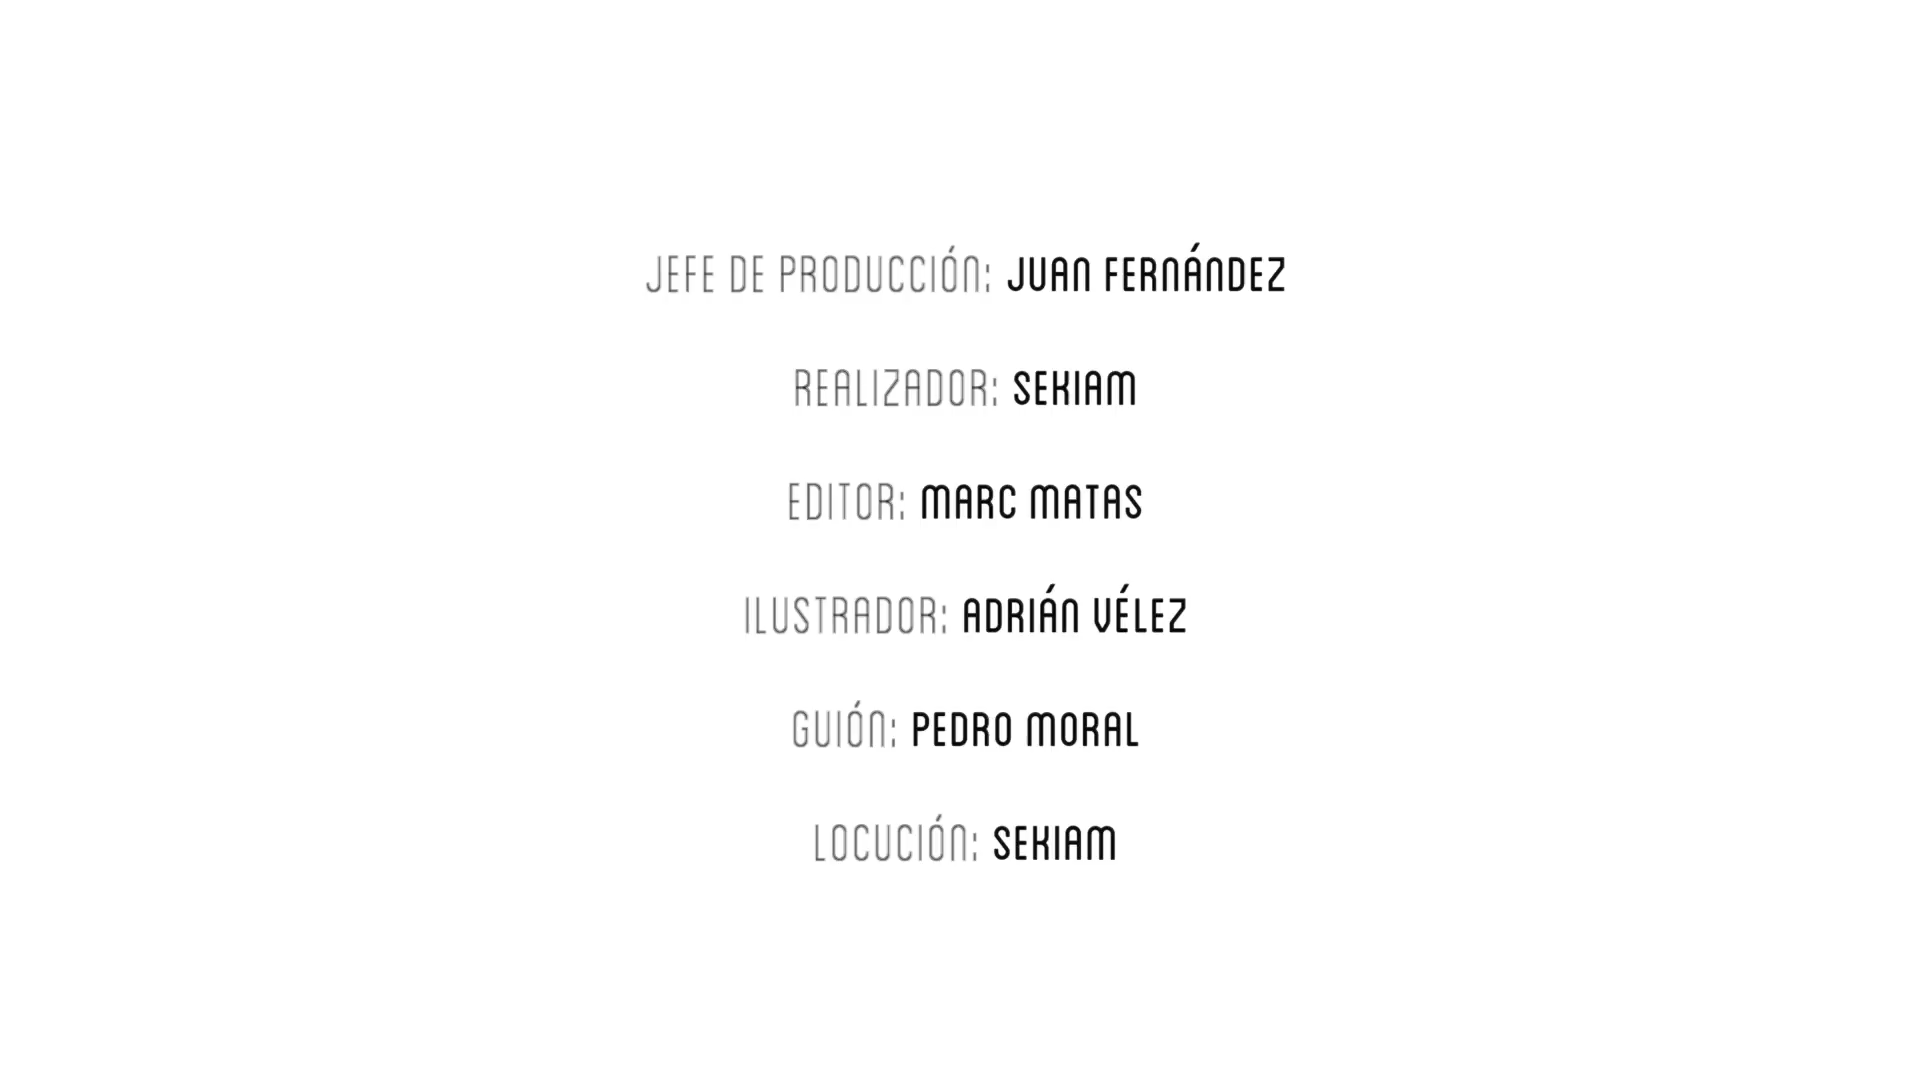 JEFE DE PRODUCCIÓN: JUAN FERNÁNDEZ
REALIZADOR: SEKIAM
EDITOR: MARC MATAS
ILUSTRADOR: ADRIÁN VÉLEZ
GUIÓN: PEDRO MORAL
LOCUCIÓN: SEKIAM